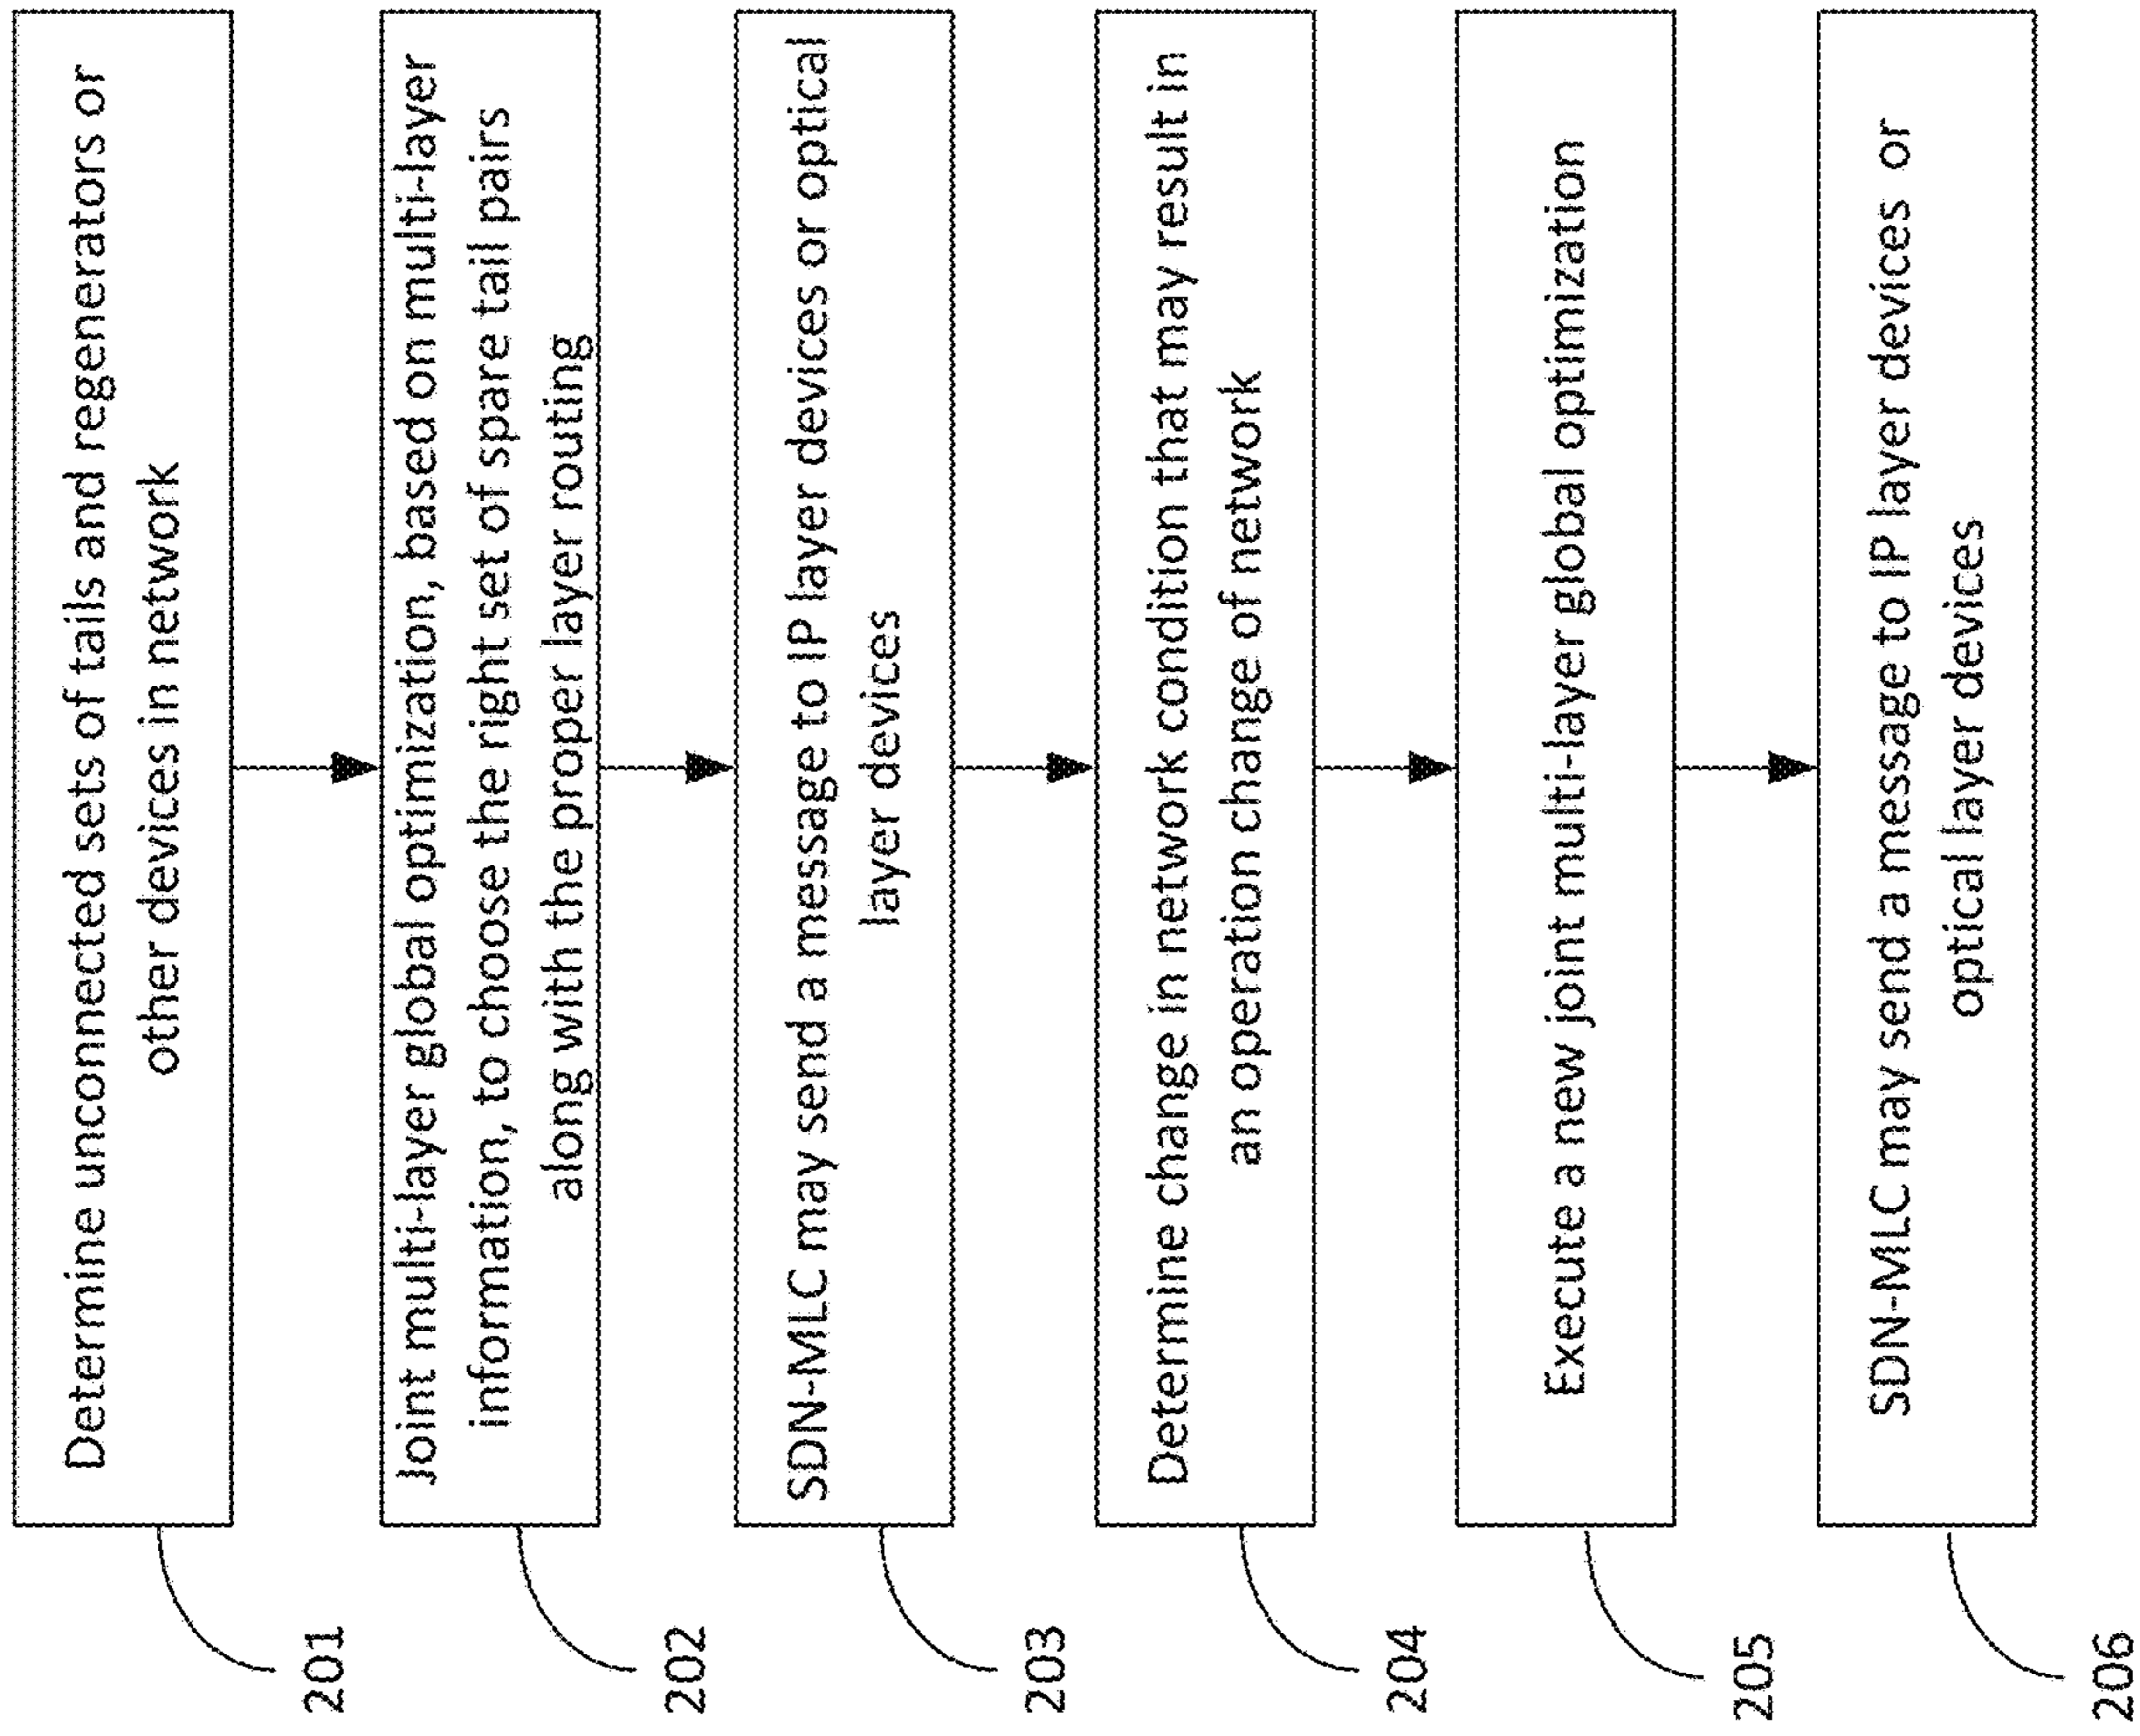 Determine unconnected sets of tails and regenerators or
other devices in network
201
Joint multi-layer global optimization, based on multi-layer
information, to choose the right set of spare tail pairs
along with the proper layer routing
202
SDN-MLC may send a message to IP layer devices or optical
layer devices
203
Determine change in network condition that may result in
an operation change of network
204
Execute a new joint multi-layer global optimization
205
SDN-MLC may send a message to IP layer devices or
optical layer devices
206